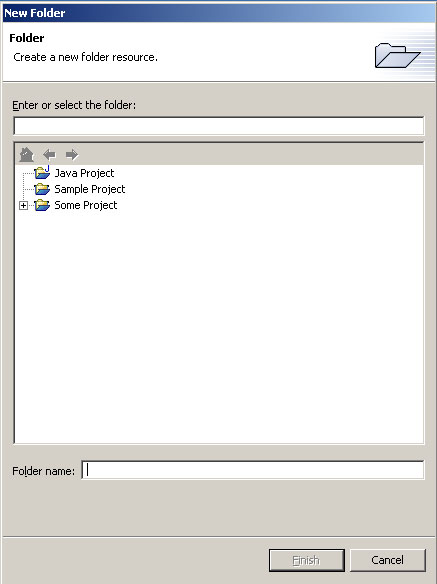 New Folder
Folder
Create a new folder resource.
Enter or select the folder:
Java Project
Sample Project
Some Project
Folder name:
Finish
Cancel